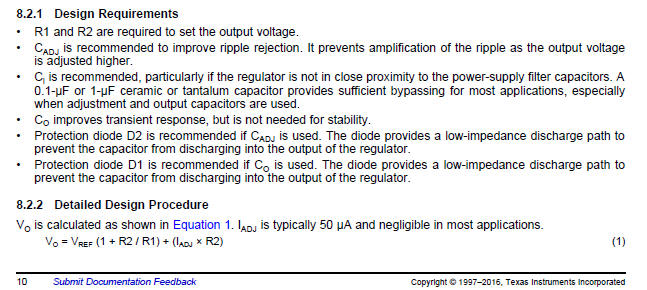 8.2.1 Design Requirements
• R1 and R2 are required to set the output voltage.
• CADJ is recommended to improve ripple rejection. It prevents amplification of the ripple as the output voltage
is adjusted higher.
• CI is recommended, particularly if the regulator is not in close proximity to the power-supply filter capacitors. A
0.1-µF or 1-µF ceramic or tantalum capacitor provides sufficient bypassing for most applications, especially
when adjustment and output capacitors are used.
• CO improves transient response, but is not needed for stability.
• Protection diode D2 is recommended if CADJ is used. The diode provides a low-impedance discharge path to
prevent the capacitor from discharging into the output of the regulator.
• Protection diode D1 is recommended if CO is used. The diode provides a low-impedance discharge path to
prevent the capacitor from discharging into the output of the regulator.
8.2.2 Detailed Design Procedure
VO is calculated as shown in Equation 1. IADJ is typically 50 µA and negligible in most applications.
VO = VREF (1 + R2 / R1) + (IADJ × R2) (1)
10 Submit Documentation Feedback Copyright © 1997–2016, Texas Instruments Incorporated